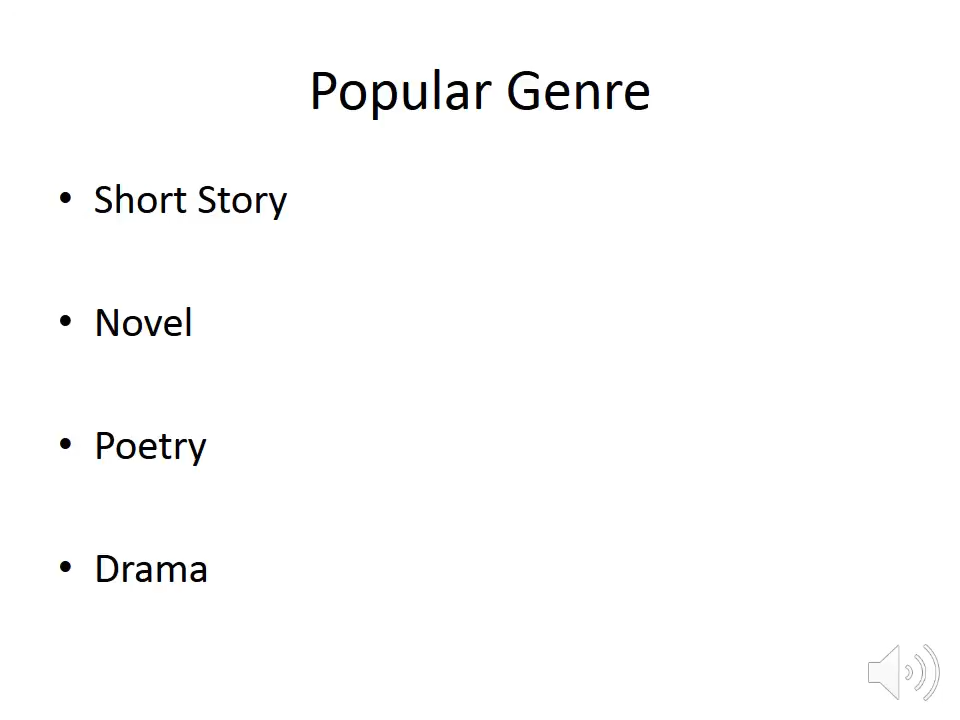 Popular Genre
• Short Story
• Novel
• Poetry
• Drama